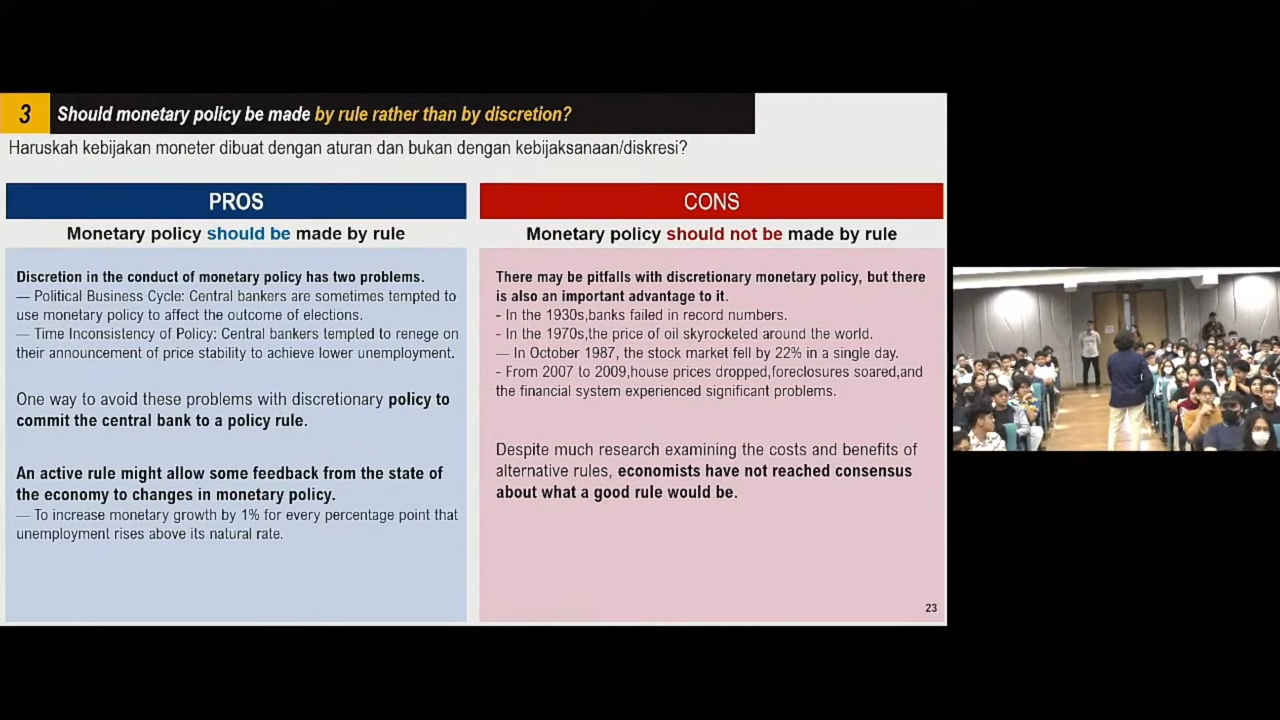 3
Should monetary policy be made by rule rather than by discretion?
Haruskah kebijakan moneter dibuat dengan aturan dan bukan dengan kebijaksanaan/diskresi?
PROS
Monetary policy should be made by rule
Discretion in the conduct of monetary policy has two problems.
— Political Business Cycle: Central bankers are sometimes tempted to
use monetary policy to affect the outcome of elections.
— Time Inconsistency of Policy: Central bankers tempted to renege on
their announcement of price stability to achieve lower unemployment.
One way to avoid these problems with discretionary policy to
commit the central bank to a policy rule.
An active rule might allow some feedback from the state of
the economy to changes in monetary policy.
— To increase monetary growth by 1% for every percentage point that
unemployment rises above its natural rate.
CONS
Monetary policy should not be made by rule
There may be pitfalls with discretionary monetary policy, but there
is also an important advantage to it.
- In the 1930s,banks failed in record numbers.
- In the 1970s,the price of oil skyrocketed around the world.
— In October 1987, the stock market fell by 22% in a single day.
- From 2007 to 2009,house prices dropped,foreclosures soared,and
the financial system experienced significant problems.
Despite much research examining the costs and benefits of
alternative rules, economists have not reached consensus
about what a good rule would be.
23